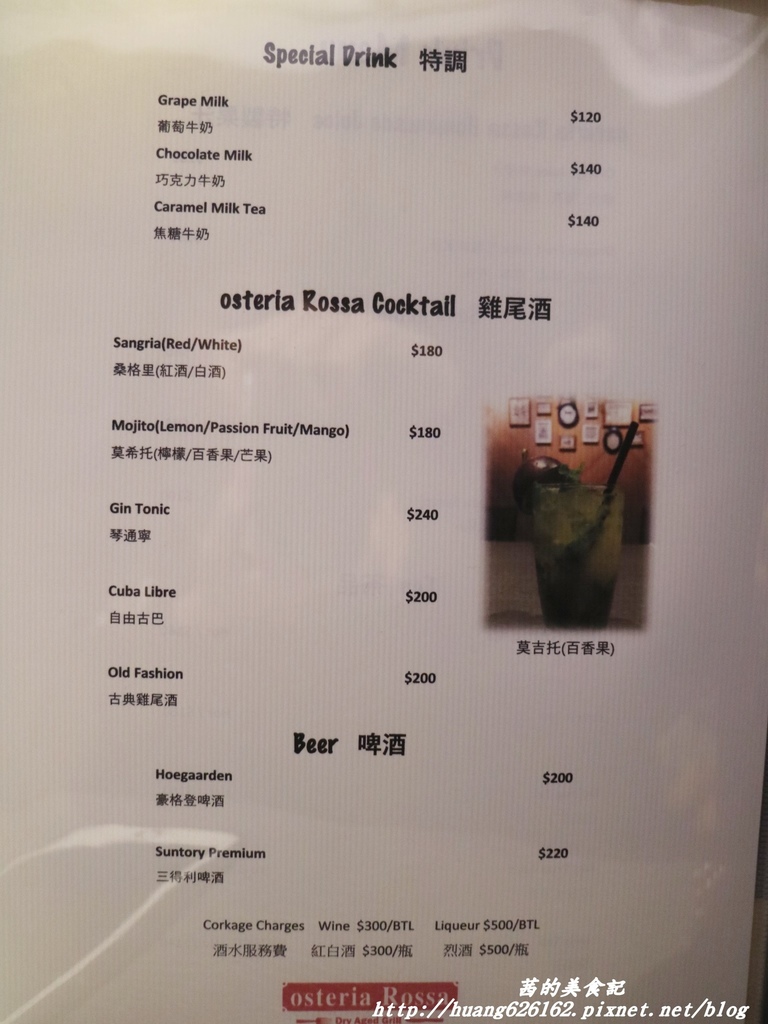 Special Drink 特調
Grape Milk $120
葡萄牛奶
Chocolate Milk $140
巧克力牛奶
Caramel Milk Tea $140
焦糖牛奶
osteria Rossa Cocktail 雞尾酒
Sangria(Red/White) $180
桑格里(紅酒/白酒)
Mojito(Lemon/Passion Fruit/Mango) $180
莫希托(檸檬/百香果/芒果)
Gin Tonic $240
琴通寧
Cuba Libre $200
自由古巴
莫吉托(百香果)
Old Fashion $200
古典雞尾酒
Beer 啤酒
Hoegaarden $200
豪格登啤酒
Suntory Premium $220
三得利啤酒
Corkage Charges Wine $300/BTL Liqueur $500/BTL
酒水服務費 紅白酒 $300/瓶 烈酒 $500/瓶
osteria Rossa
Dry Aged Grill
茜的美食記
http://huang626162.pixnet.net/blog